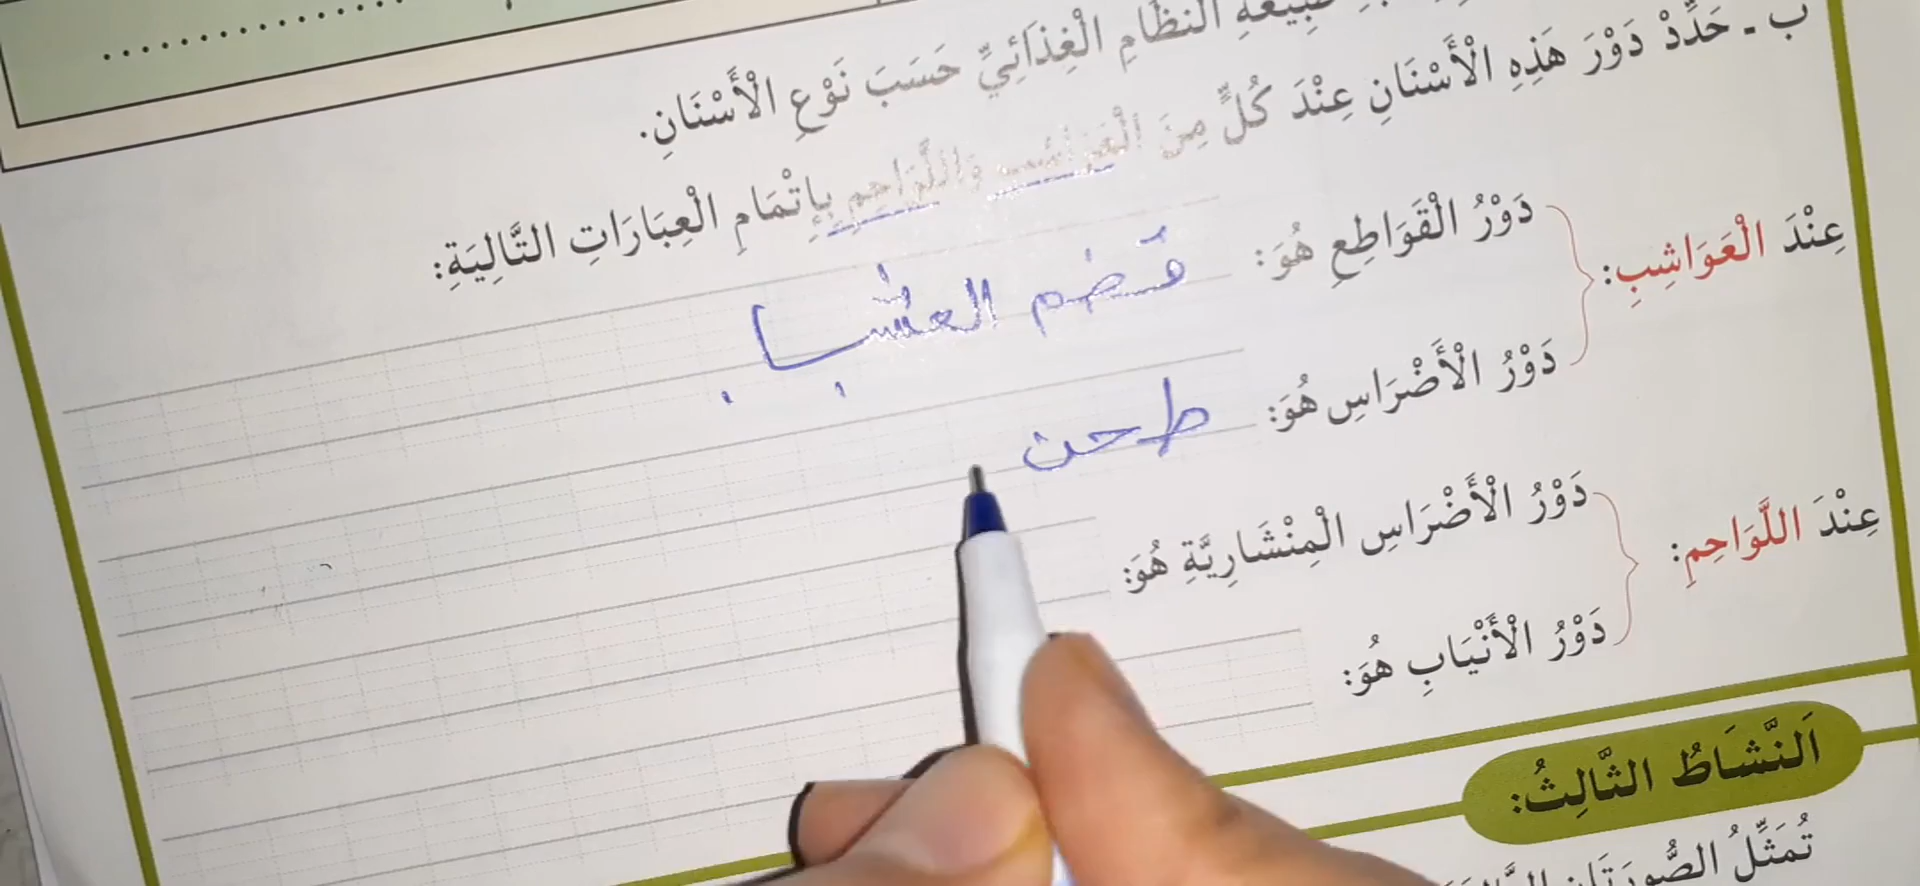 طَبِيعَةِ النِّظَامِ الْغِذَائِيِّ حَسَبَ نَوْعِ الْأَسْنَانِ.
ب - حَدِّدْ دَوْرَ هَذِهِ الْأَسْنَانِ عِنْدَ كُلٍّ مِنَ الْعَوَاشِبِ وَاللَّوَاحِمِ بِإِتْمَامِ الْعِبَارَاتِ التَّالِيَةِ:
عِنْدَ الْعَوَاشِبِ:
دَوْرُ الْقَوَاطِعِ هُوَ: قضم العشب.
دَوْرُ الْأَضْرَاسِ هُوَ: طحن
عِنْدَ اللَّوَاحِمِ:
دَوْرُ الْأَضْرَاسِ الْمِنْشَارِيَّةِ هُوَ:
دَوْرُ الْأَنْيَابِ هُوَ:
اَلنَّشَاطُ الثَّالِثُ:
تُمَثِّلُ الصُّورَتَانِ